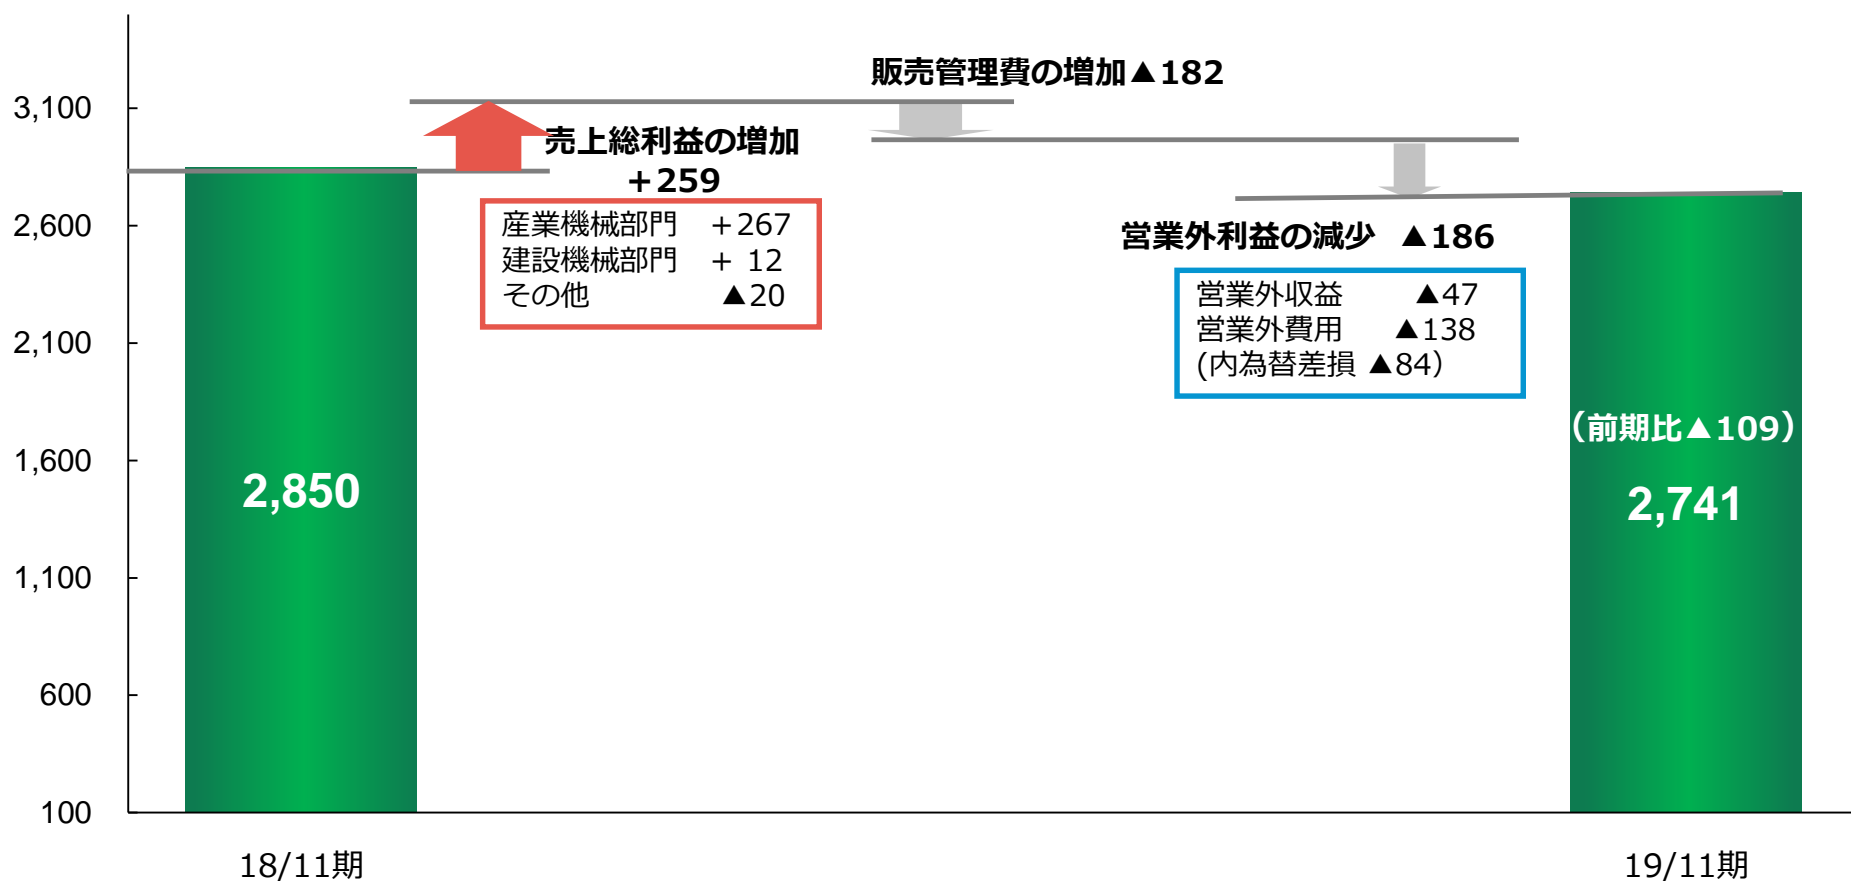 販売管理費の増加▲182
3,100
売上総利益の増加
+259
2,600
産業機械部門 +267
建設機械部門 + 12
その他 ▲20
営業外利益の減少 ▲186
営業外収益 ▲47
営業外費用 ▲138
(内為替差損 ▲84)
2,100
(前期比▲109)
1,600
2,850
2,741
1,100
600
100
18/11期
19/11期